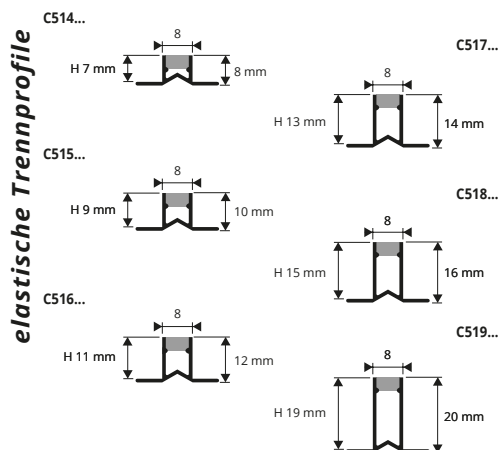 elastische Trennprofile
C514...
8
H 7 mm
8 mm
C515...
8
H 9 mm
10 mm
C516...
8
H 11 mm
12 mm
C517...
8
H 13 mm
14 mm
C518...
8
H 15 mm
16 mm
C519...
8
H 19 mm
20 mm